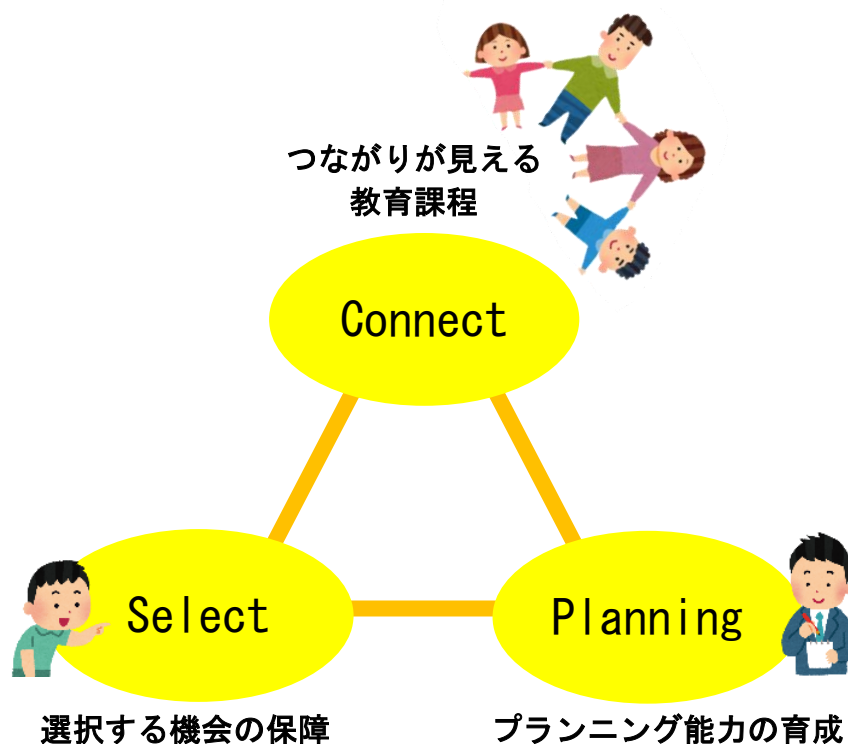 つながりが見える
教育課程
Connect
Select
Planning
選択する機会の保障
プランニング能力の育成